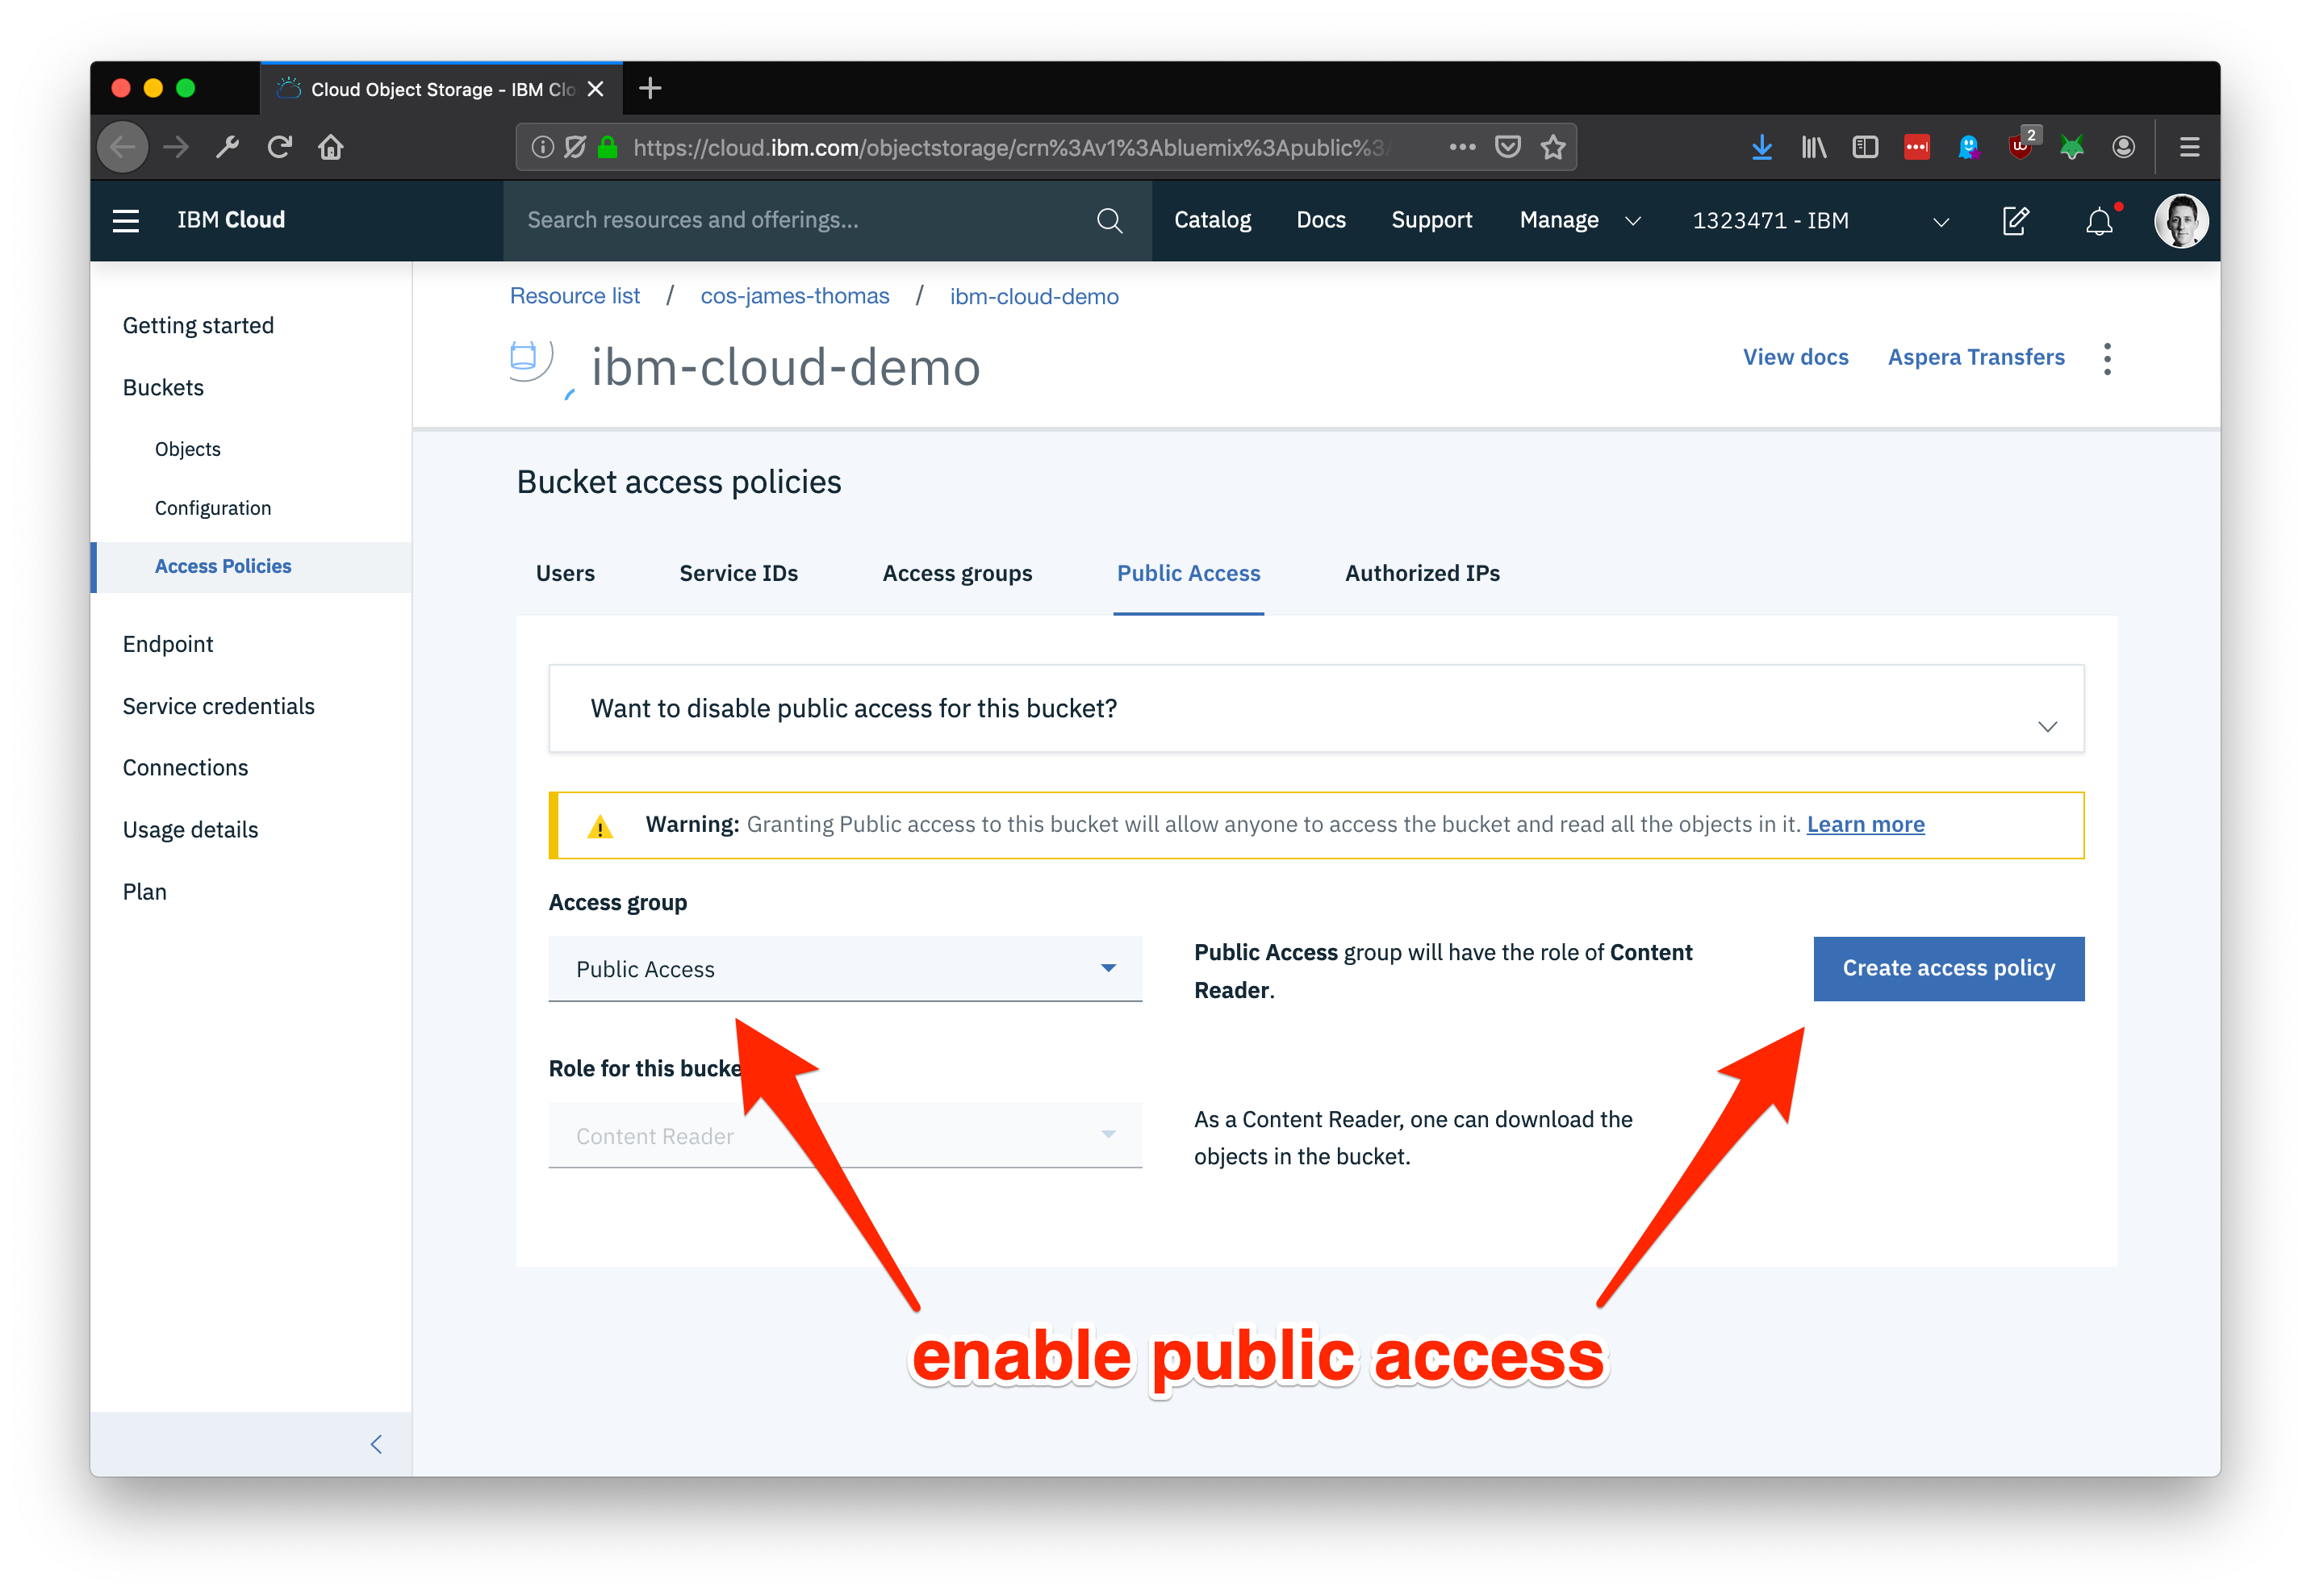 Cloud Object Storage - IBM Clo
https://cloud.ibm.com/objectstorage/crn%3Av1%3Abluemix%3Apublic%3
2
IBM Cloud
Search resources and offerings...
Catalog
Docs
Support
Manage
1323471 - IBM
Getting started
Buckets
Objects
Configuration
Access Policies
Endpoint
Service credentials
Connections
Usage details
Plan
Resource list / cos-james-thomas / ibm-cloud-demo
ibm-cloud-demo
View docs
Aspera Transfers
Bucket access policies
Users
Service IDs
Access groups
Public Access
Authorized IPs
Want to disable public access for this bucket?
Warning: Granting Public access to this bucket will allow anyone to access the bucket and read all the objects in it. Learn more
Access group
Public Access
Public Access group will have the role of Content
Reader.
Create access policy
Role for this bucke
Content Reader
As a Content Reader, one can download the
objects in the bucket.
enable public access